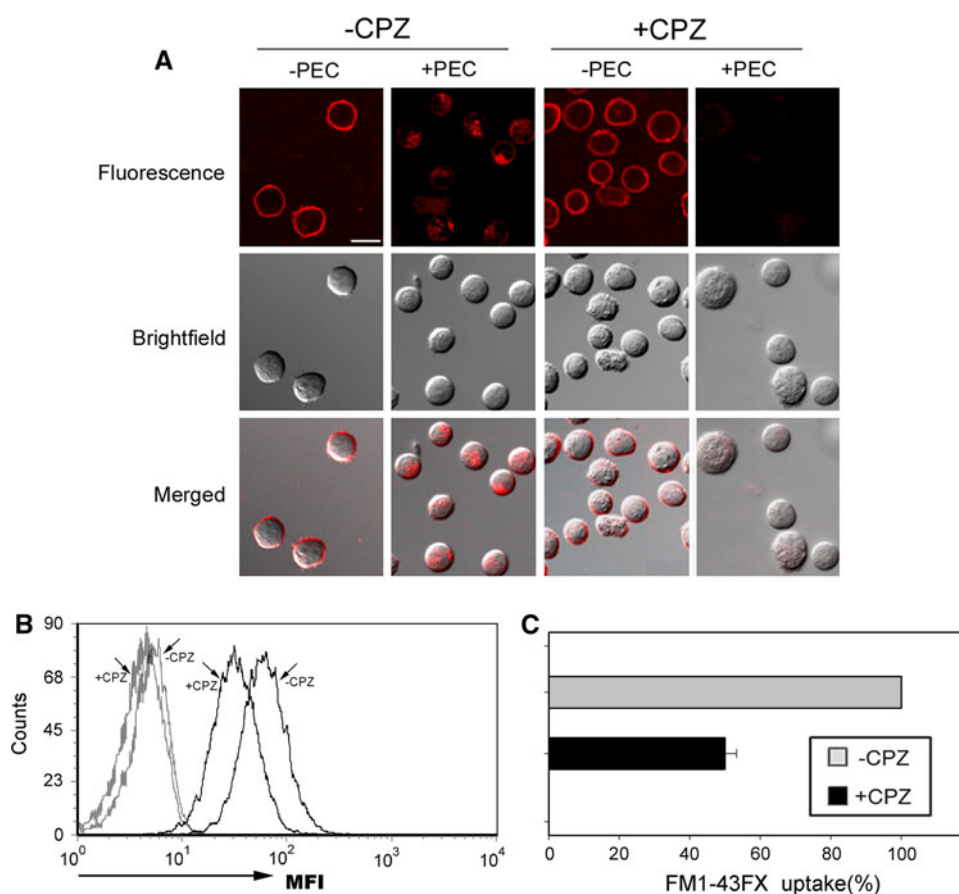 -CPZ +CPZ
A
-PEC +PEC -PEC +PEC
Fluorescence
Brightfield
Merged
B
90
68
45
23
0
Counts
+CPZ
-CPZ
+CPZ
-CPZ
10^0 10^1 10^2 10^3 10^4
MFI
C
-CPZ
+CPZ
0 20 40 60 80 100
FM1-43FX uptake(%)